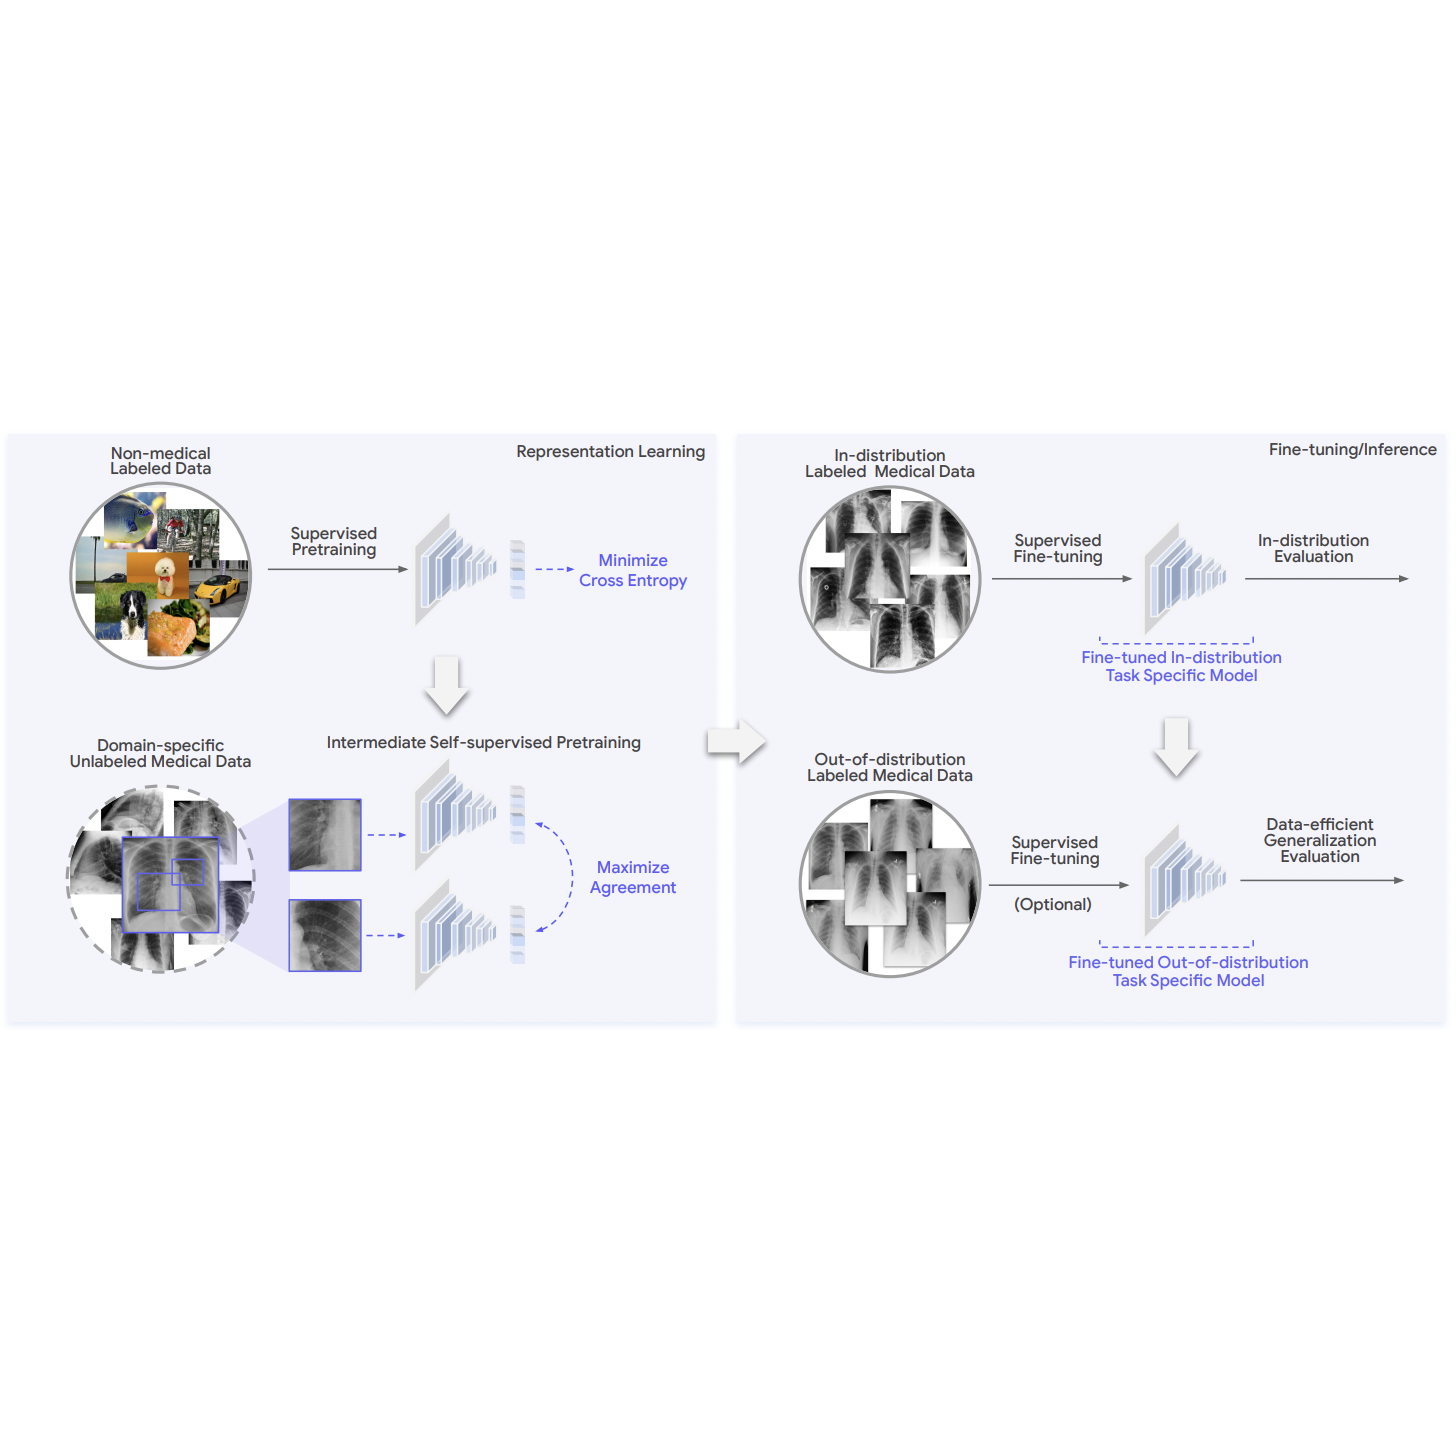 Representation Learning
Non-medical
Labeled Data
Supervised
Pretraining
Minimize
Cross Entropy
Domain-specific
Unlabeled Medical Data
Intermediate Self-supervised Pretraining
Maximize
Agreement
Fine-tuning/Inference
In-distribution
Labeled Medical Data
Supervised
Fine-tuning
In-distribution
Evaluation
Fine-tuned In-distribution
Task Specific Model
Out-of-distribution
Labeled Medical Data
Supervised
Fine-tuning
(Optional)
Data-efficient
Generalization
Evaluation
Fine-tuned Out-of-distribution
Task Specific Model